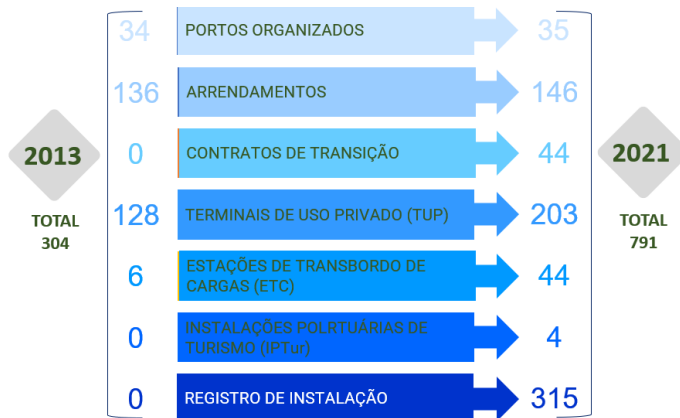 34 PORTOS ORGANIZADOS 35
136 ARRENDAMENTOS 146
0 CONTRATOS DE TRANSIÇÃO 44
2013
2021
TOTAL
304
TOTAL
791
128 TERMINAIS DE USO PRIVADO (TUP) 203
6 ESTAÇÕES DE TRANSBORDO DE
CARGAS (ETC) 44
0 INSTALAÇÕES POLRTUÁRIAS DE
TURISMO (IPTur) 4
0 REGISTRO DE INSTALAÇÃO 315